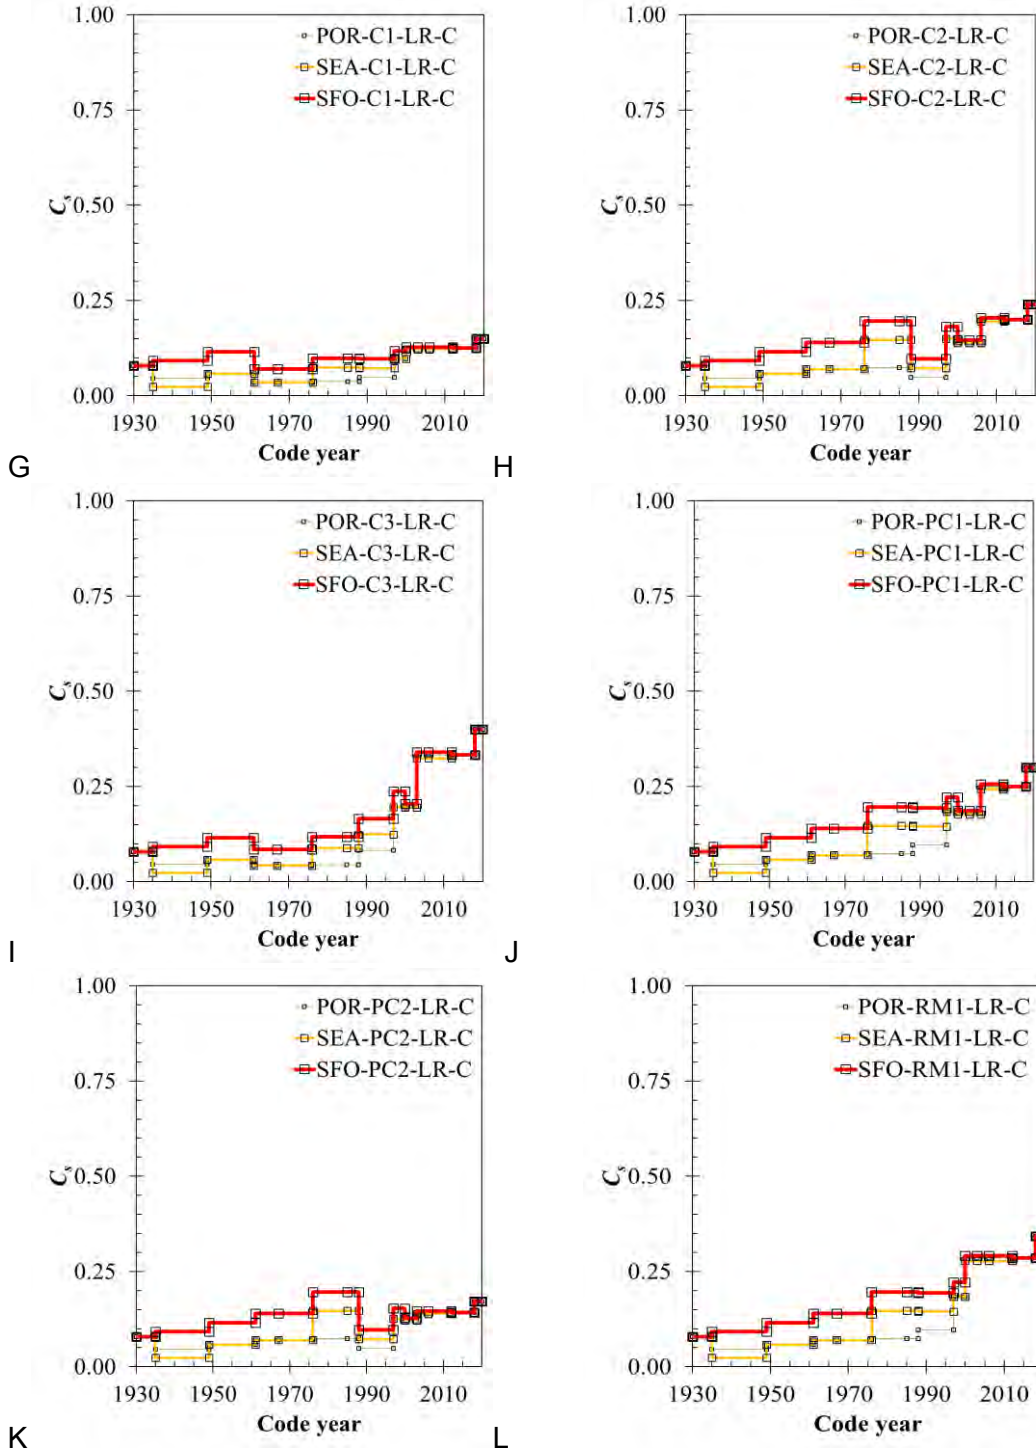 1.00
POR-C1-LR-C
SEA-C1-LR-C
SFO-C1-LR-C
0.75
Cs 0.50
0.25
0.00
1930 1950 1970 1990 2010
Code year
G
1.00
POR-C2-LR-C
SEA-C2-LR-C
SFO-C2-LR-C
0.75
Cs 0.50
0.25
0.00
1930 1950 1970 1990 2010
Code year
H
1.00
POR-C3-LR-C
SEA-C3-LR-C
SFO-C3-LR-C
0.75
Cs 0.50
0.25
0.00
1930 1950 1970 1990 2010
Code year
I
1.00
POR-PC1-LR-C
SEA-PC1-LR-C
SFO-PC1-LR-C
0.75
Cs 0.50
0.25
0.00
1930 1950 1970 1990 2010
Code year
J
1.00
POR-PC2-LR-C
SEA-PC2-LR-C
SFO-PC2-LR-C
0.75
Cs 0.50
0.25
0.00
1930 1950 1970 1990 2010
Code year
K
1.00
POR-RM1-LR-C
SEA-RM1-LR-C
SFO-RM1-LR-C
0.75
Cs 0.50
0.25
0.00
1930 1950 1970 1990 2010
Code year
L